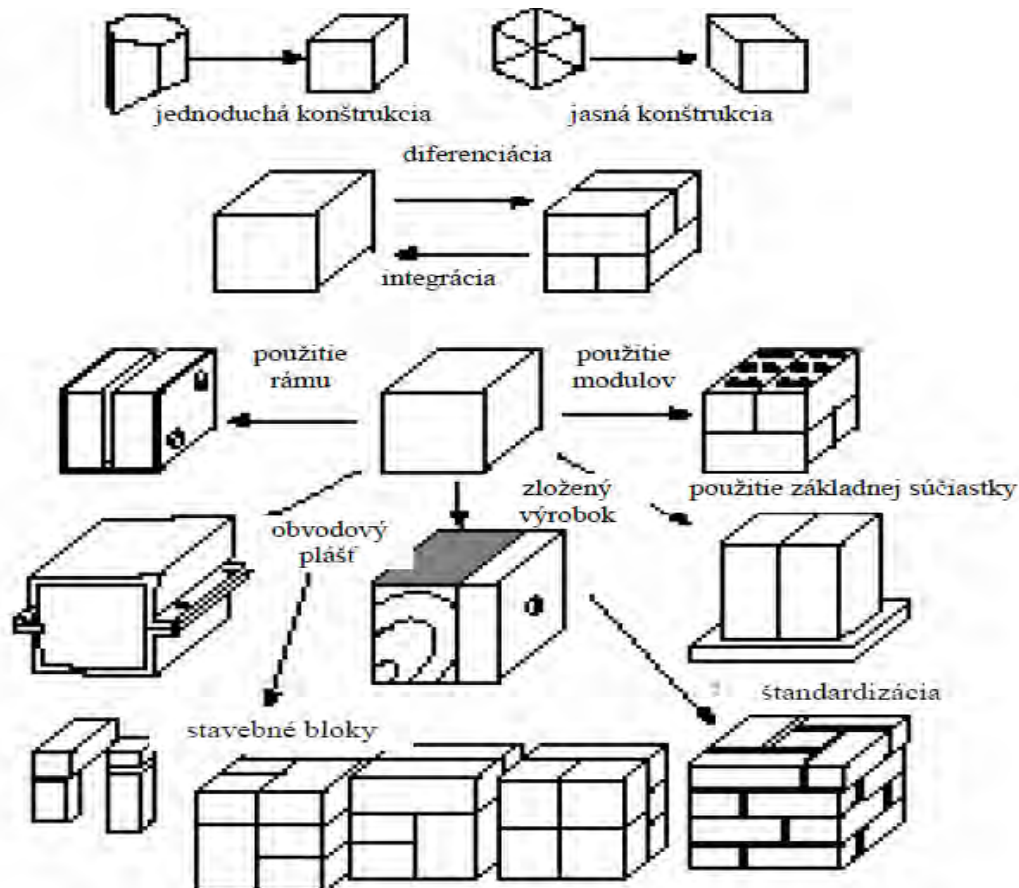 jednoduchá konštrukcia
jasná konštrukcia
diferenciácia
integrácia
použitie
rámu
použitie
modulov
zložený
výrobok
použitie základnej súčiastky
obvodový
plášť
štandardizácia
stavebné bloky